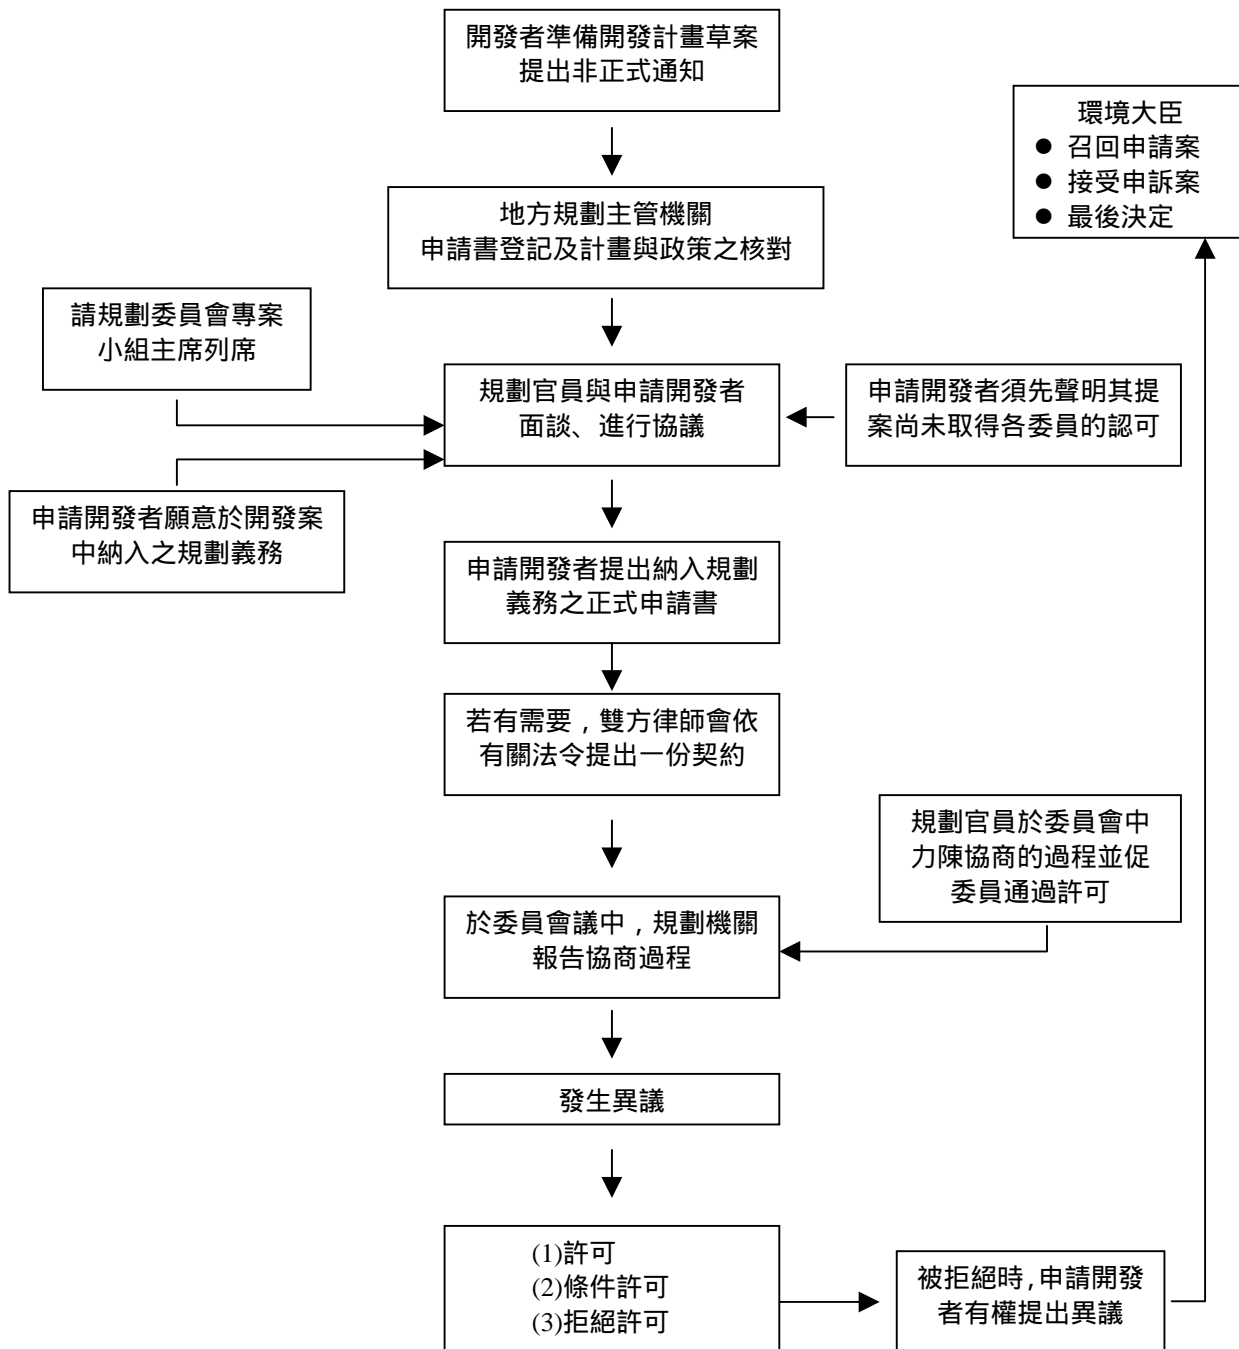 開發者準備開發計畫草案
提出非正式通知
環境大臣
● 召回申請案
● 接受申訴案
● 最後決定
地方規劃主管機關
申請書登記及計畫與政策之核對
請規劃委員會專案
小組主席列席
規劃官員與申請開發者
面談、進行協議
申請開發者須先聲明其提
案尚未取得各委員的認可
申請開發者願意於開發案
中納入之規劃義務
申請開發者提出納入規劃
義務之正式申請書
若有需要，雙方律師會依
有關法令提出一份契約
規劃官員於委員會中
力陳協商的過程並促
委員通過許可
於委員會議中，規劃機關
報告協商過程
發生異議
(1)許可
(2)條件許可
(3)拒絕許可
被拒絕時,申請開發
者有權提出異議